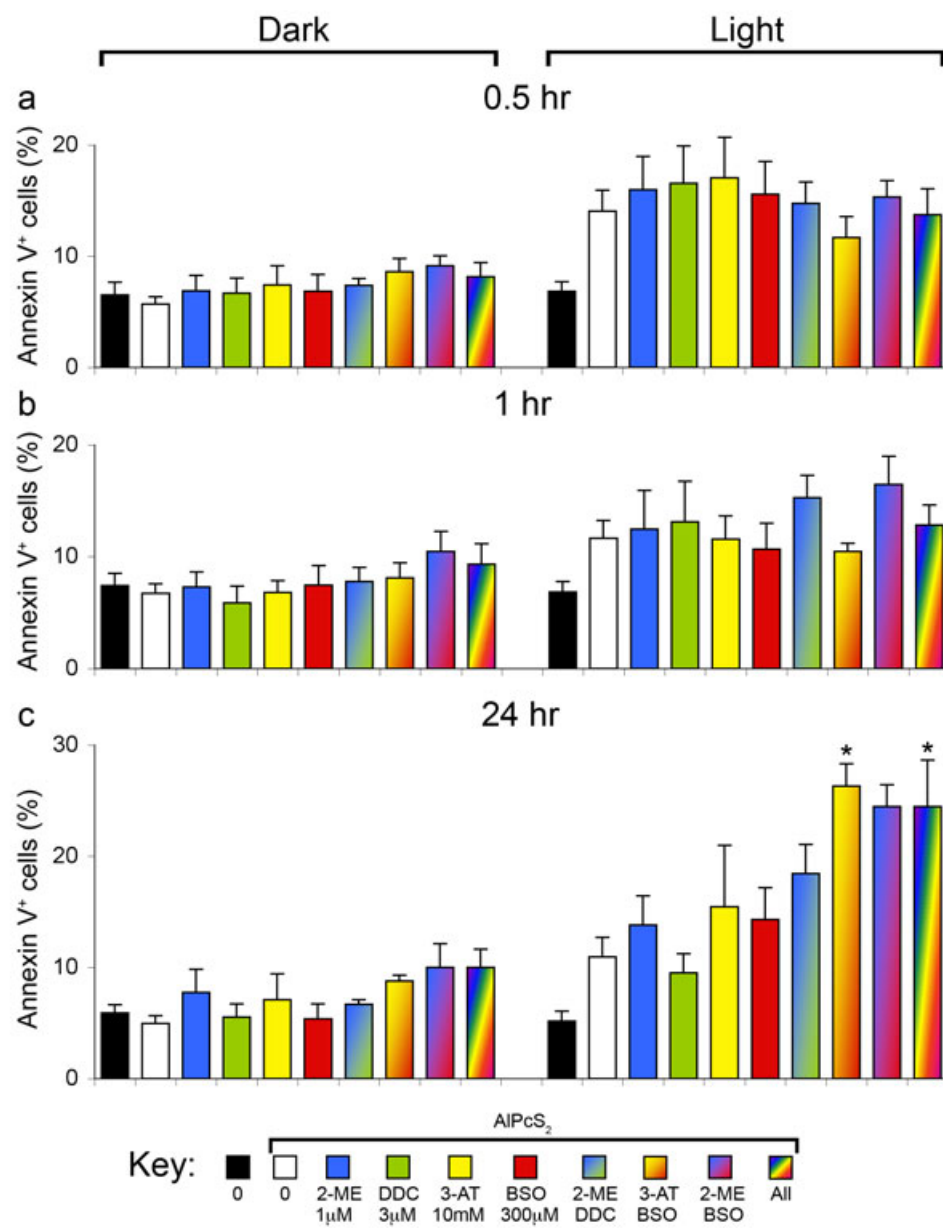 Dark Light
a 0.5 hr
Annexin V⁺ cells (%)
20
10
0
b 1 hr
Annexin V⁺ cells (%)
20
10
0
c 24 hr
Annexin V⁺ cells (%)
* *
30
20
10
0
AlPcS₂
Key:
0 0 2-ME DDC 3-AT BSO 2-ME 3-AT 2-ME All
1µM 3µM 10mM 300µM DDC BSO BSO